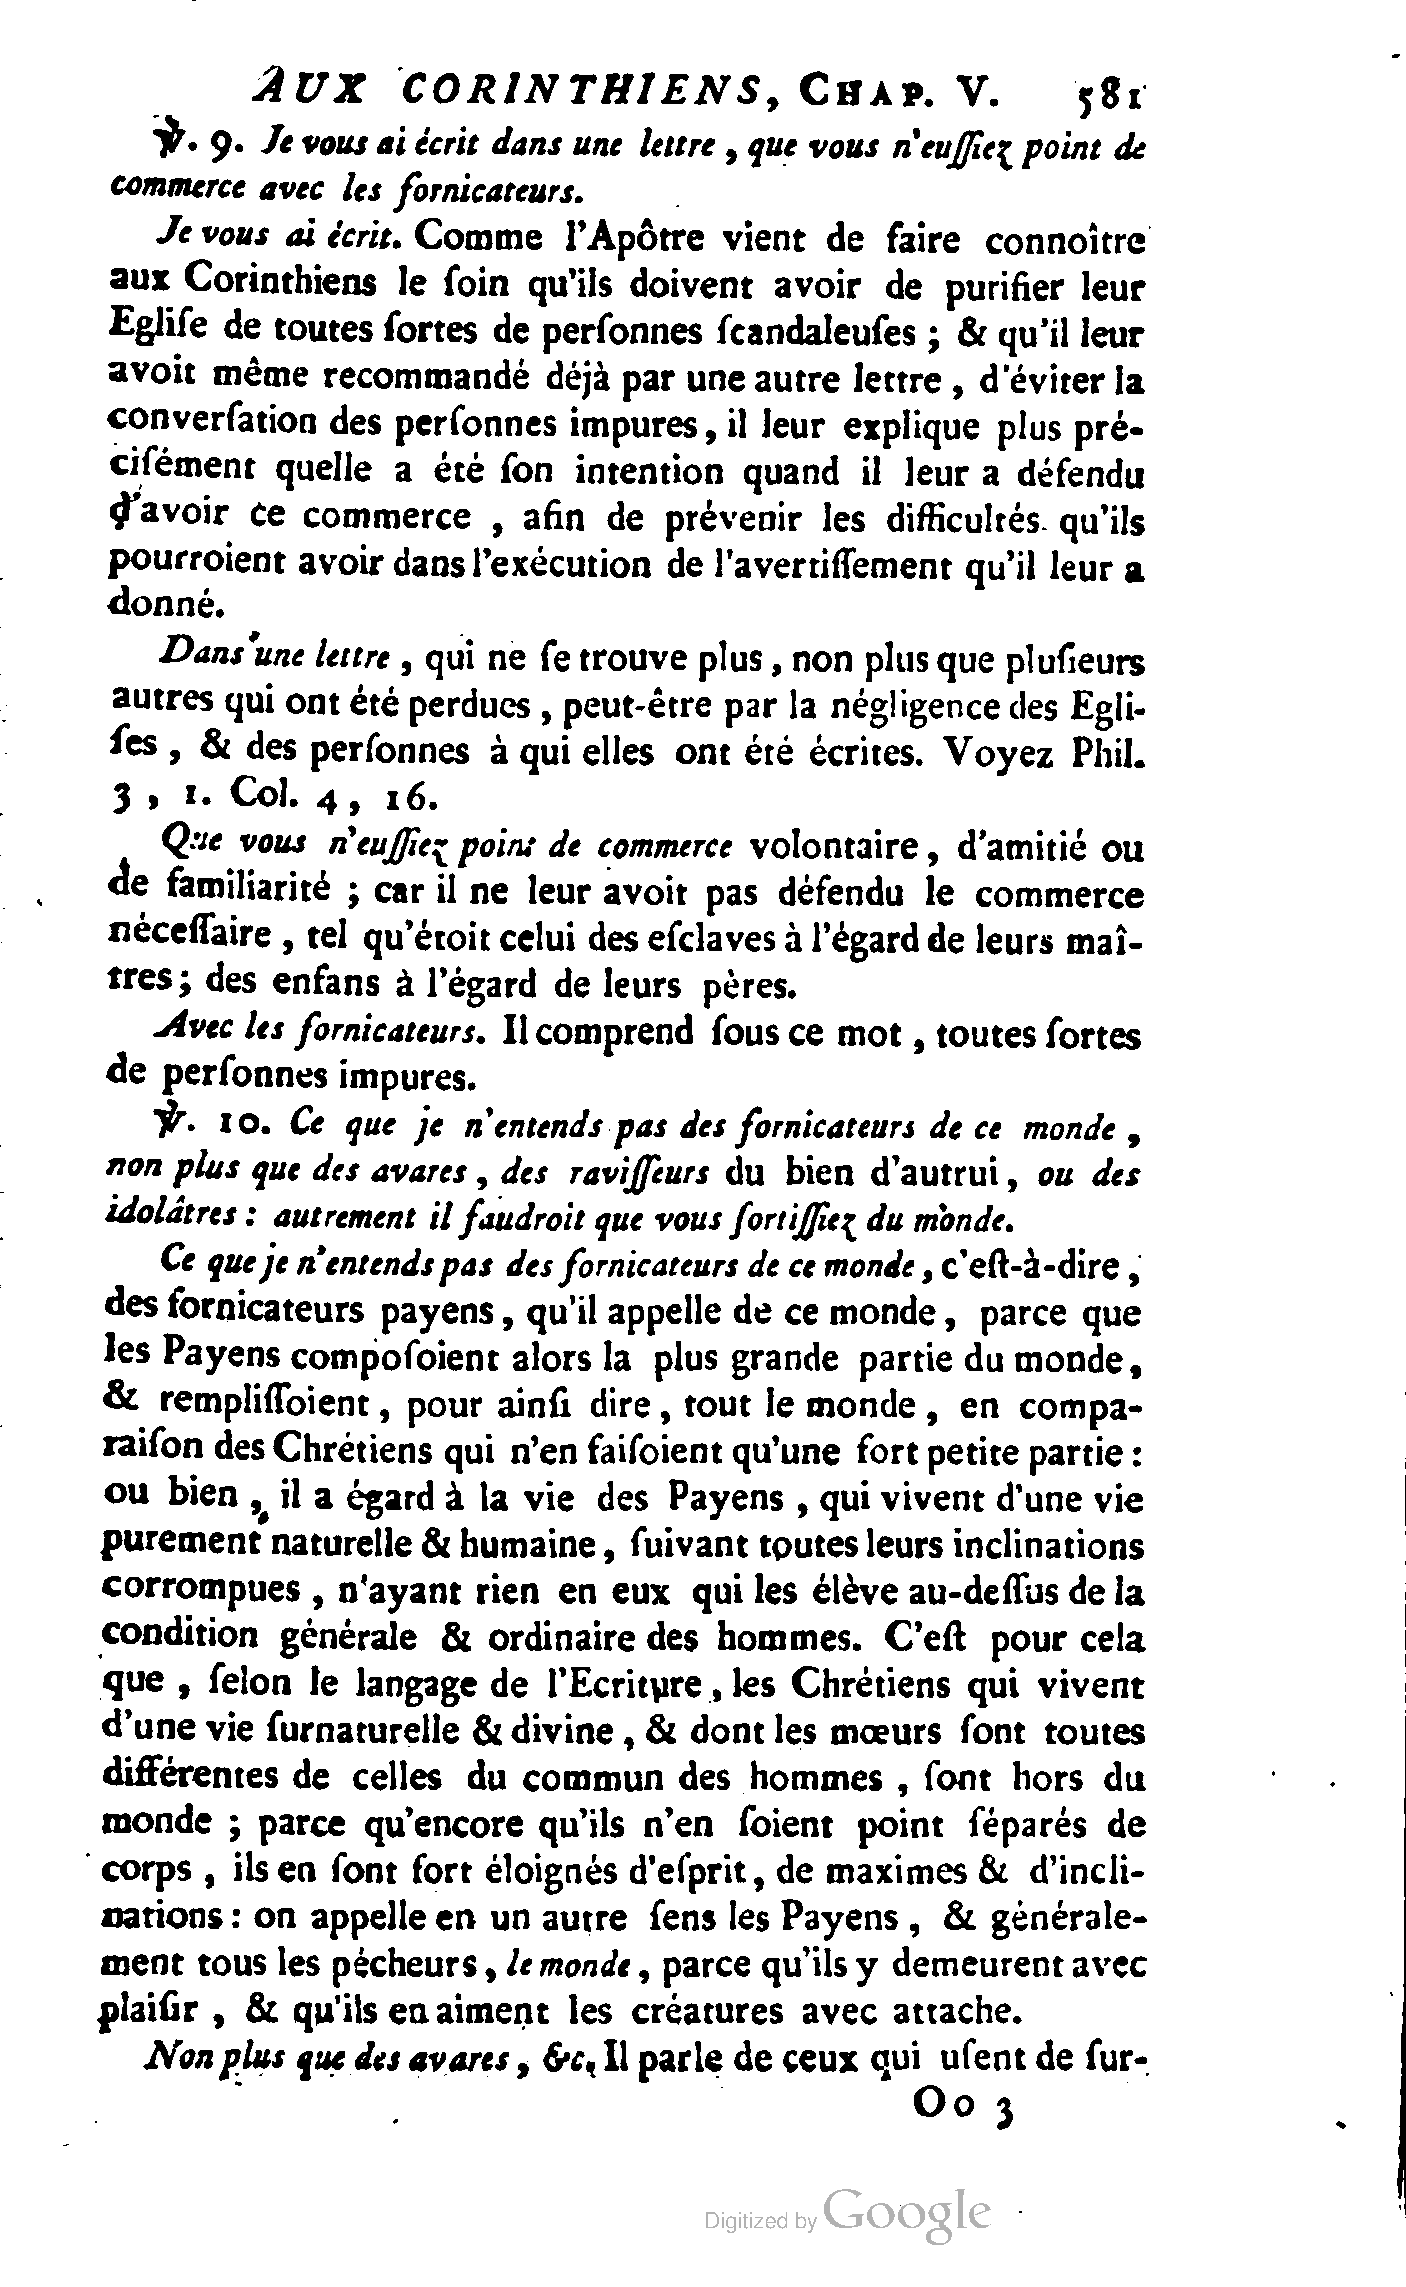 AUX CORINTHIENS, CHAP. V. 581
℣. 9. Je vous ai écrit dans une lettre, que vous n'euſſiez point de
commerce avec les fornicateurs.
Je vous ai écrit. Comme l'Apôtre vient de faire connoître
aux Corinthiens le ſoin qu'ils doivent avoir de purifier leur
Egliſe de toutes ſortes de perſonnes ſcandaleuſes ; & qu'il leur
avoit même recommandé déjà par une autre lettre, d'éviter la
converſation des perſonnes impures, il leur explique plus pré-
ciſément quelle a été ſon intention quand il leur a défendu
d'avoir ce commerce, afin de prévenir les difficultés qu'ils
pourroient avoir dans l'exécution de l'avertiſſement qu'il leur a
donné.
Dans une lettre, qui ne ſe trouve plus, non plus que pluſieurs
autres qui ont été perdues, peut-être par la négligence des Egli-
ſes, & des perſonnes à qui elles ont été écrites. Voyez Phil.
3, 1. Col. 4, 16.
Que vous n'euſſiez point de commerce volontaire, d'amitié ou
de familiarité ; car il ne leur avoit pas défendu le commerce
néceſſaire, tel qu'étoit celui des eſclaves à l'égard de leurs maî-
tres; des enfans à l'égard de leurs pères.
Avec les fornicateurs. Il comprend ſous ce mot, toutes ſortes
de perſonnes impures.
℣. 10. Ce que je n'entends pas des fornicateurs de ce monde,
non plus que des avares, des raviſſeurs du bien d'autrui, ou des
idolâtres : autrement il faudroit que vous ſortiſſiez du monde.
Ce que je n'entends pas des fornicateurs de ce monde, c'eſt-à-dire,
des fornicateurs payens, qu'il appelle de ce monde, parce que
les Payens compoſoient alors la plus grande partie du monde,
& rempliſſoient, pour ainſi dire, tout le monde, en compa-
raiſon des Chrétiens qui n'en faiſoient qu'une fort petite partie :
ou bien, il a égard à la vie des Payens, qui vivent d'une vie
purement naturelle & humaine, ſuivant toutes leurs inclinations
corrompues, n'ayant rien en eux qui les élève au-deſſus de la
condition générale & ordinaire des hommes. C'eſt pour cela
que, ſelon le langage de l'Ecriture, les Chrétiens qui vivent
d'une vie ſurnaturelle & divine, & dont les mœurs ſont toutes
différentes de celles du commun des hommes, ſont hors du
monde ; parce qu'encore qu'ils n'en ſoient point ſéparés de
corps, ils en ſont fort éloignés d'eſprit, de maximes & d'incli-
nations : on appelle en un autre ſens les Payens, & générale-
ment tous les pécheurs, le monde, parce qu'ils y demeurent avec
plaiſir, & qu'ils en aiment les créatures avec attache.
Non plus que des avares, &c. Il parle de ceux qui uſent de ſur-
Oo 3
Digitized by Google